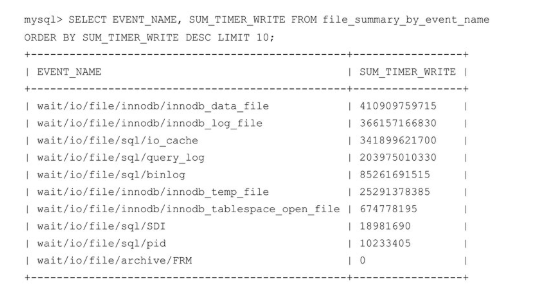 mysql> SELECT EVENT_NAME, SUM_TIMER_WRITE FROM file_summary_by_event_name
ORDER BY SUM_TIMER_WRITE DESC LIMIT 10;
+-----------------------------------------------+-----------------+
| EVENT_NAME                                    | SUM_TIMER_WRITE |
+-----------------------------------------------+-----------------+
| wait/io/file/innodb/innodb_data_file          | 410909759715    |
| wait/io/file/innodb/innodb_log_file           | 366157166830    |
| wait/io/file/sql/io_cache                     | 341899621700    |
| wait/io/file/sql/query_log                    | 203975010330    |
| wait/io/file/sql/binlog                       | 85261691515     |
| wait/io/file/innodb/innodb_temp_file          | 25291378385     |
| wait/io/file/innodb/innodb_tablespace_open_file | 674778195     |
| wait/io/file/sql/SDI                          | 18981690        |
| wait/io/file/sql/pid                          | 10233405        |
| wait/io/file/archive/FRM                      | 0               |
+-----------------------------------------------+-----------------+